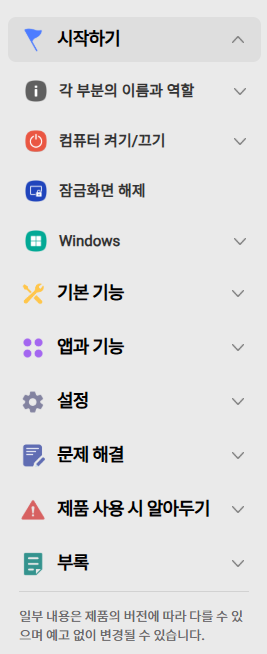 시작하기
각 부분의 이름과 역할
컴퓨터 켜기/끄기
잠금화면 해제
Windows
기본 기능
앱과 기능
설정
문제 해결
제품 사용 시 알아두기
부록
일부 내용은 제품의 버전에 따라 다를 수 있
으며 예고 없이 변경될 수 있습니다.